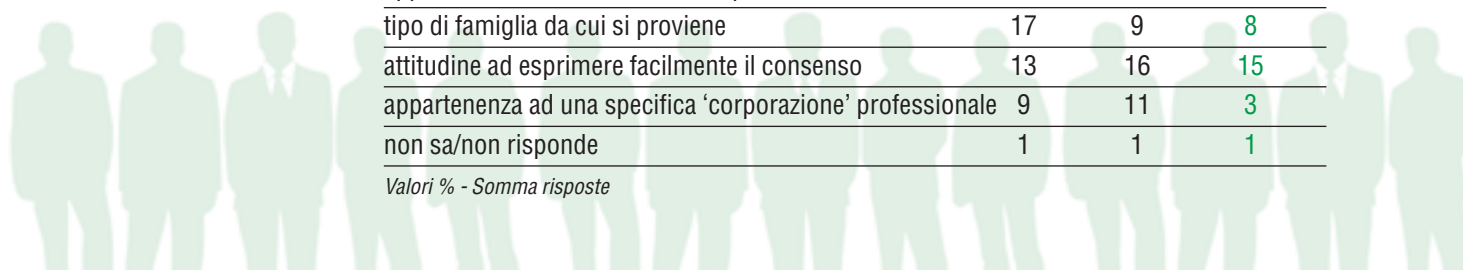 tipo di famiglia da cui si proviene 17 9 8
attitudine ad esprimere facilmente il consenso 13 16 15
appartenenza ad una specifica ‘corporazione’ professionale 9 11 3
non sa/non risponde 1 1 1
Valori % - Somma risposte